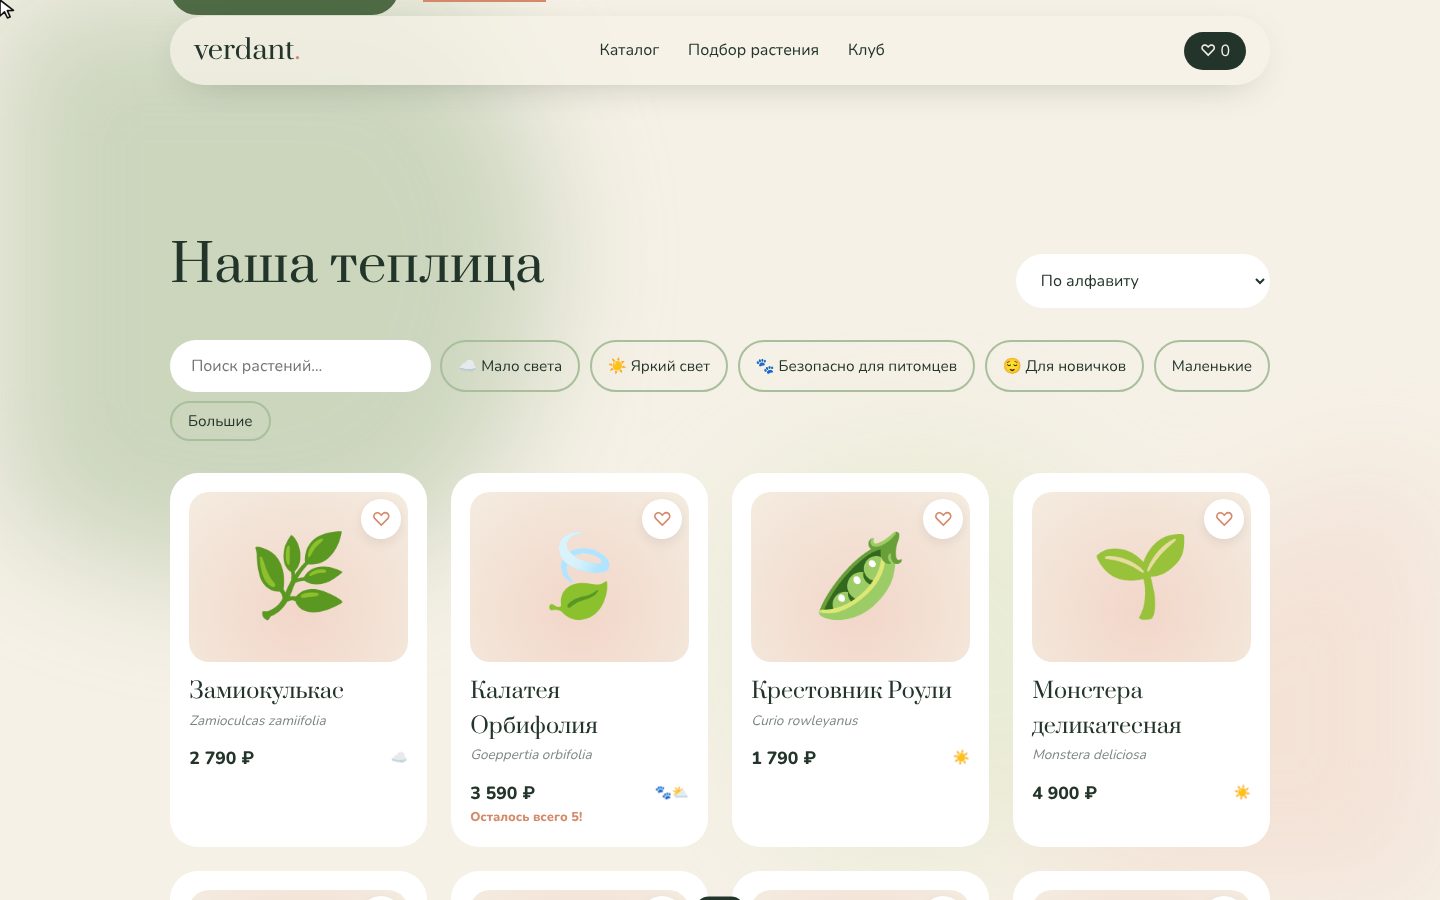 verdant.
Каталог
Подбор растения
Клуб
♡ 0
Наша теплица
По алфавиту
Поиск растений...
☁️ Мало света
☀️ Яркий свет
🐾 Безопасно для питомцев
😌 Для новичков
Маленькие
Большие
Замиокулькас
Zamioculcas zamiifolia
2 790 ₽
Калатея
Орбифолия
Goeppertia orbifolia
3 590 ₽
Осталось всего 5!
Крестовник Роули
Curio rowleyanus
1 790 ₽
Монстера
деликатесная
Monstera deliciosa
4 900 ₽